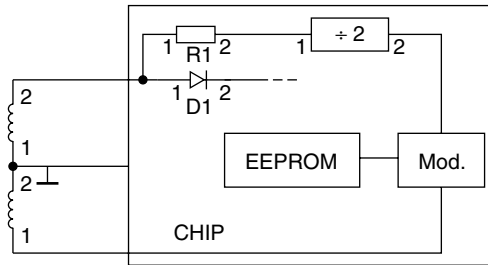 ÷ 2
1 2 1 2
R1
2 1 2
D1
1
2 EEPROM Mod.
1 CHIP